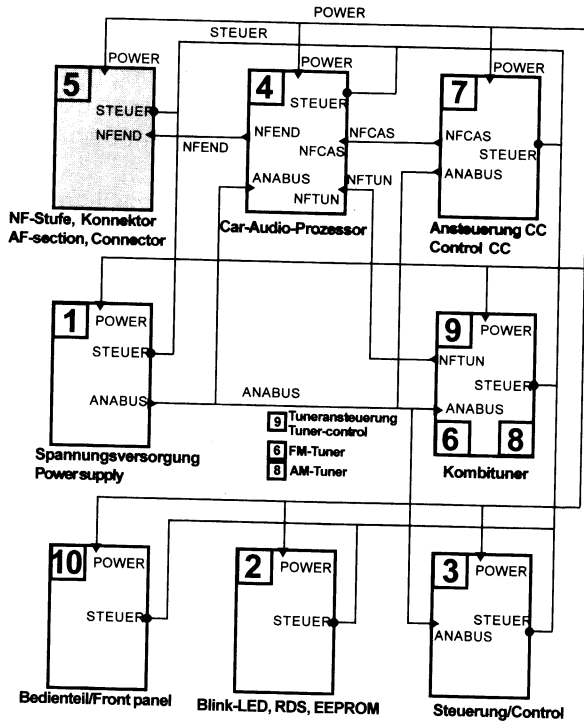 POWER
STEUER
POWER
POWER
POWER
5
4
7
STEUER
STEUER
NFEND
NFEND
NFEND
NFCAS
NFCAS
NFCAS
STEUER
ANABUS
NFTUN
NFTUN
ANABUS
NF-Stufe, Konnektor
AF-section, Connector
Car-Audio-Prozessor
Ansteuerung CC
Control CC
1
POWER
STEUER
ANABUS
Spannungsversorgung
Powersupply
ANABUS
9 Tuneransteuerung
Tuner-control
6 FM-Tuner
8 AM-Tuner
9
POWER
NFTUN
STEUER
ANABUS
6
8
Kombituner
10
POWER
STEUER
Bedienteil/Front panel
2
POWER
STEUER
Blink-LED, RDS, EEPROM
3
POWER
STEUER
ANABUS
Steuerung/Control